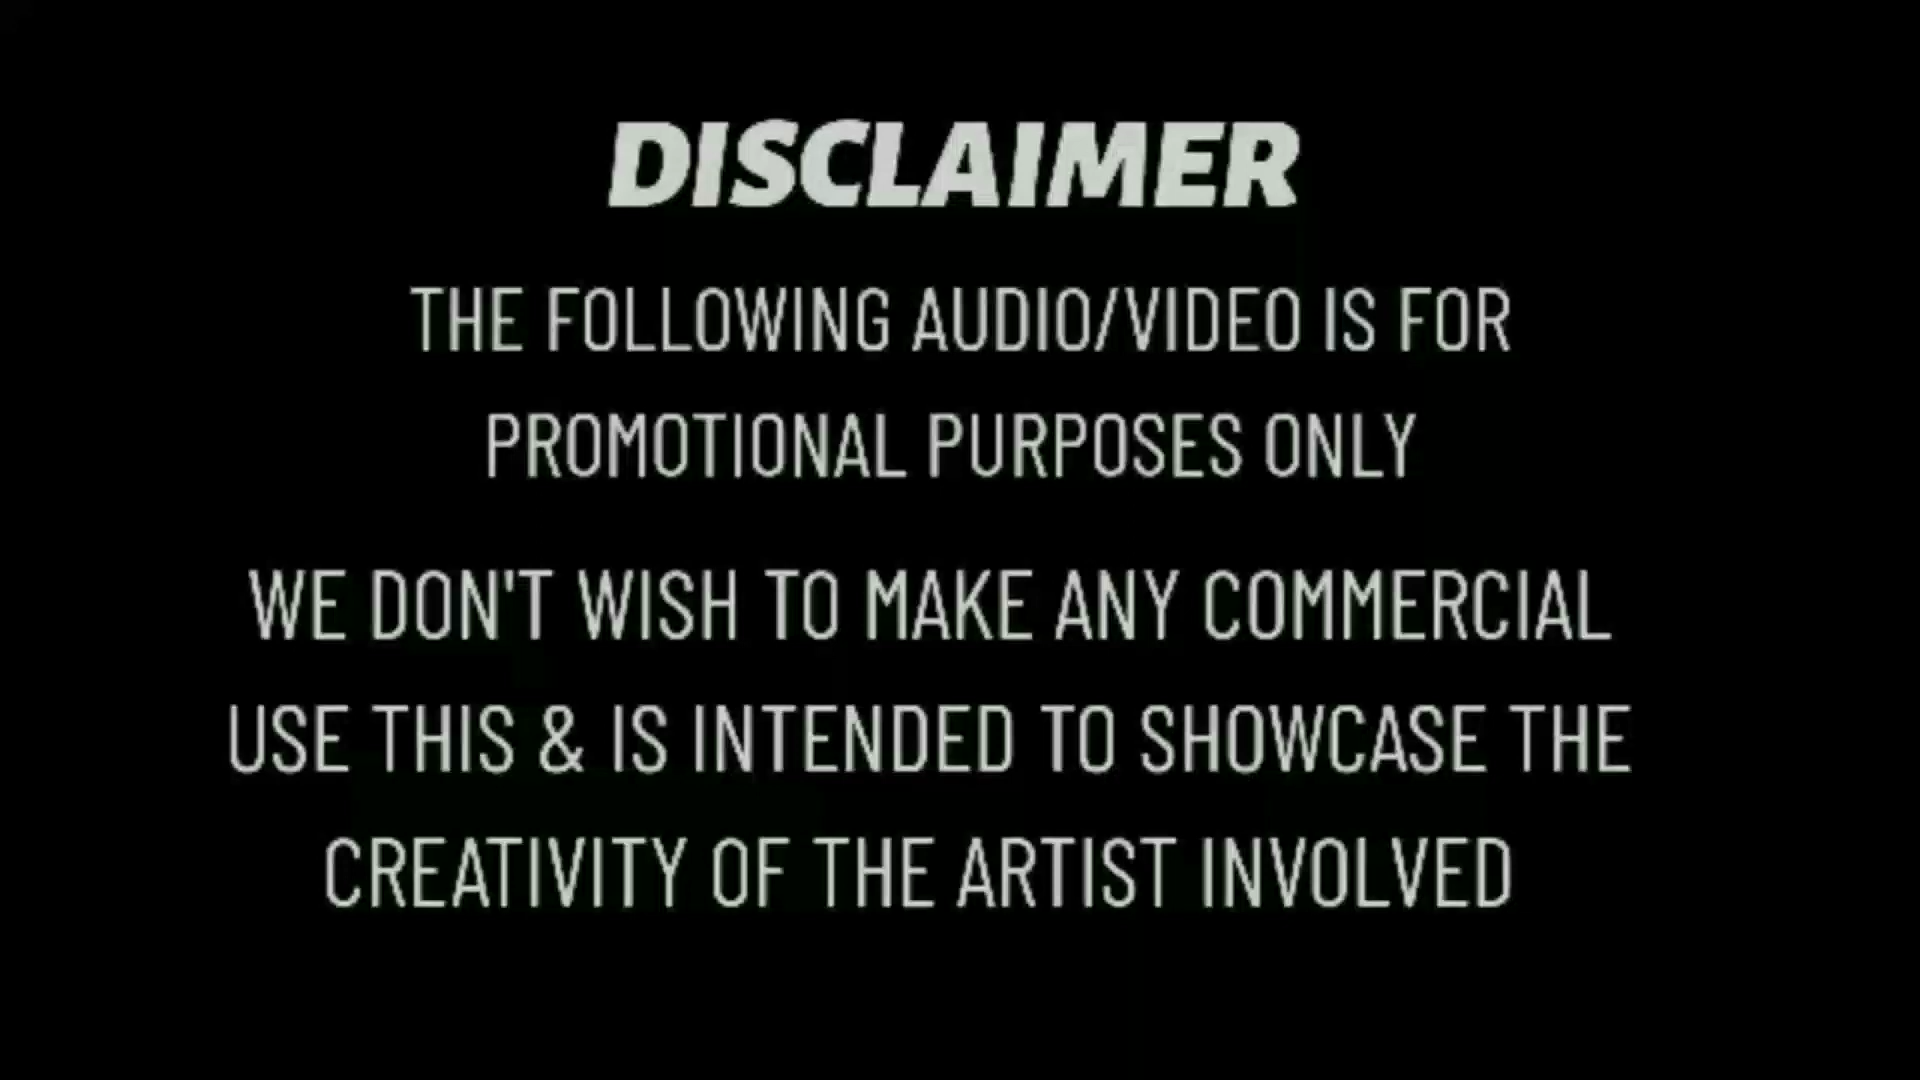 DISCLAIMER
THE FOLLOWING AUDIO/VIDEO IS FOR
PROMOTIONAL PURPOSES ONLY
WE DON'T WISH TO MAKE ANY COMMERCIAL
USE THIS & IS INTENDED TO SHOWCASE THE
CREATIVITY OF THE ARTIST INVOLVED